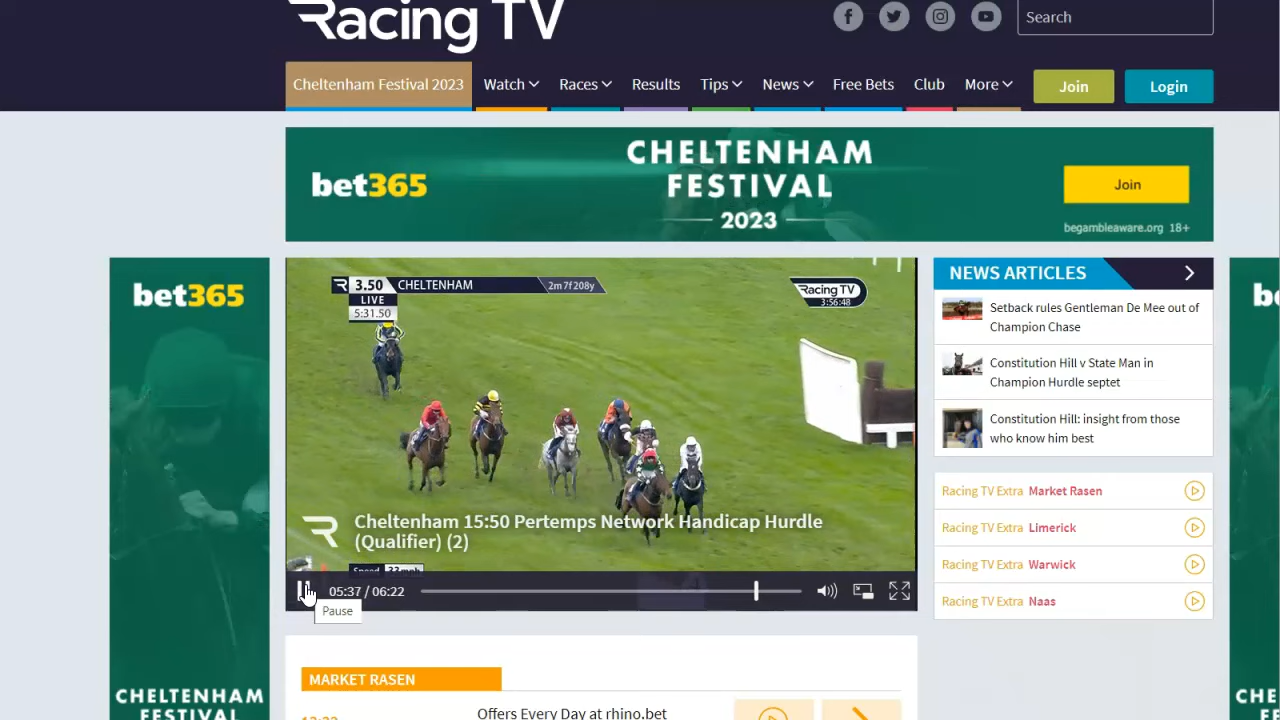 Racing TV
Search
Cheltenham Festival 2023
Watch
Races
Results
Tips
News
Free Bets
Club
More
Join
Login
bet365
CHELTENHAM
FESTIVAL
2023
Join
begambleaware.org 18+
bet365
3.50 CHELTENHAM 2m 7f 208y
LIVE
5:31.50
Racing TV
3:56:48
Cheltenham 15:50 Pertemps Network Handicap Hurdle
(Qualifier) (2)
Speed 33mph
05:37 / 06:22
Pause
NEWS ARTICLES
Setback rules Gentleman De Mee out of
Champion Chase
Constitution Hill v State Man in
Champion Hurdle septet
Constitution Hill: insight from those
who know him best
Racing TV Extra Market Rasen
Racing TV Extra Limerick
Racing TV Extra Warwick
Racing TV Extra Naas
be
CHELTENHAM
FESTIVAL
MARKET RASEN
Offers Every Day at rhino.bet
CHE